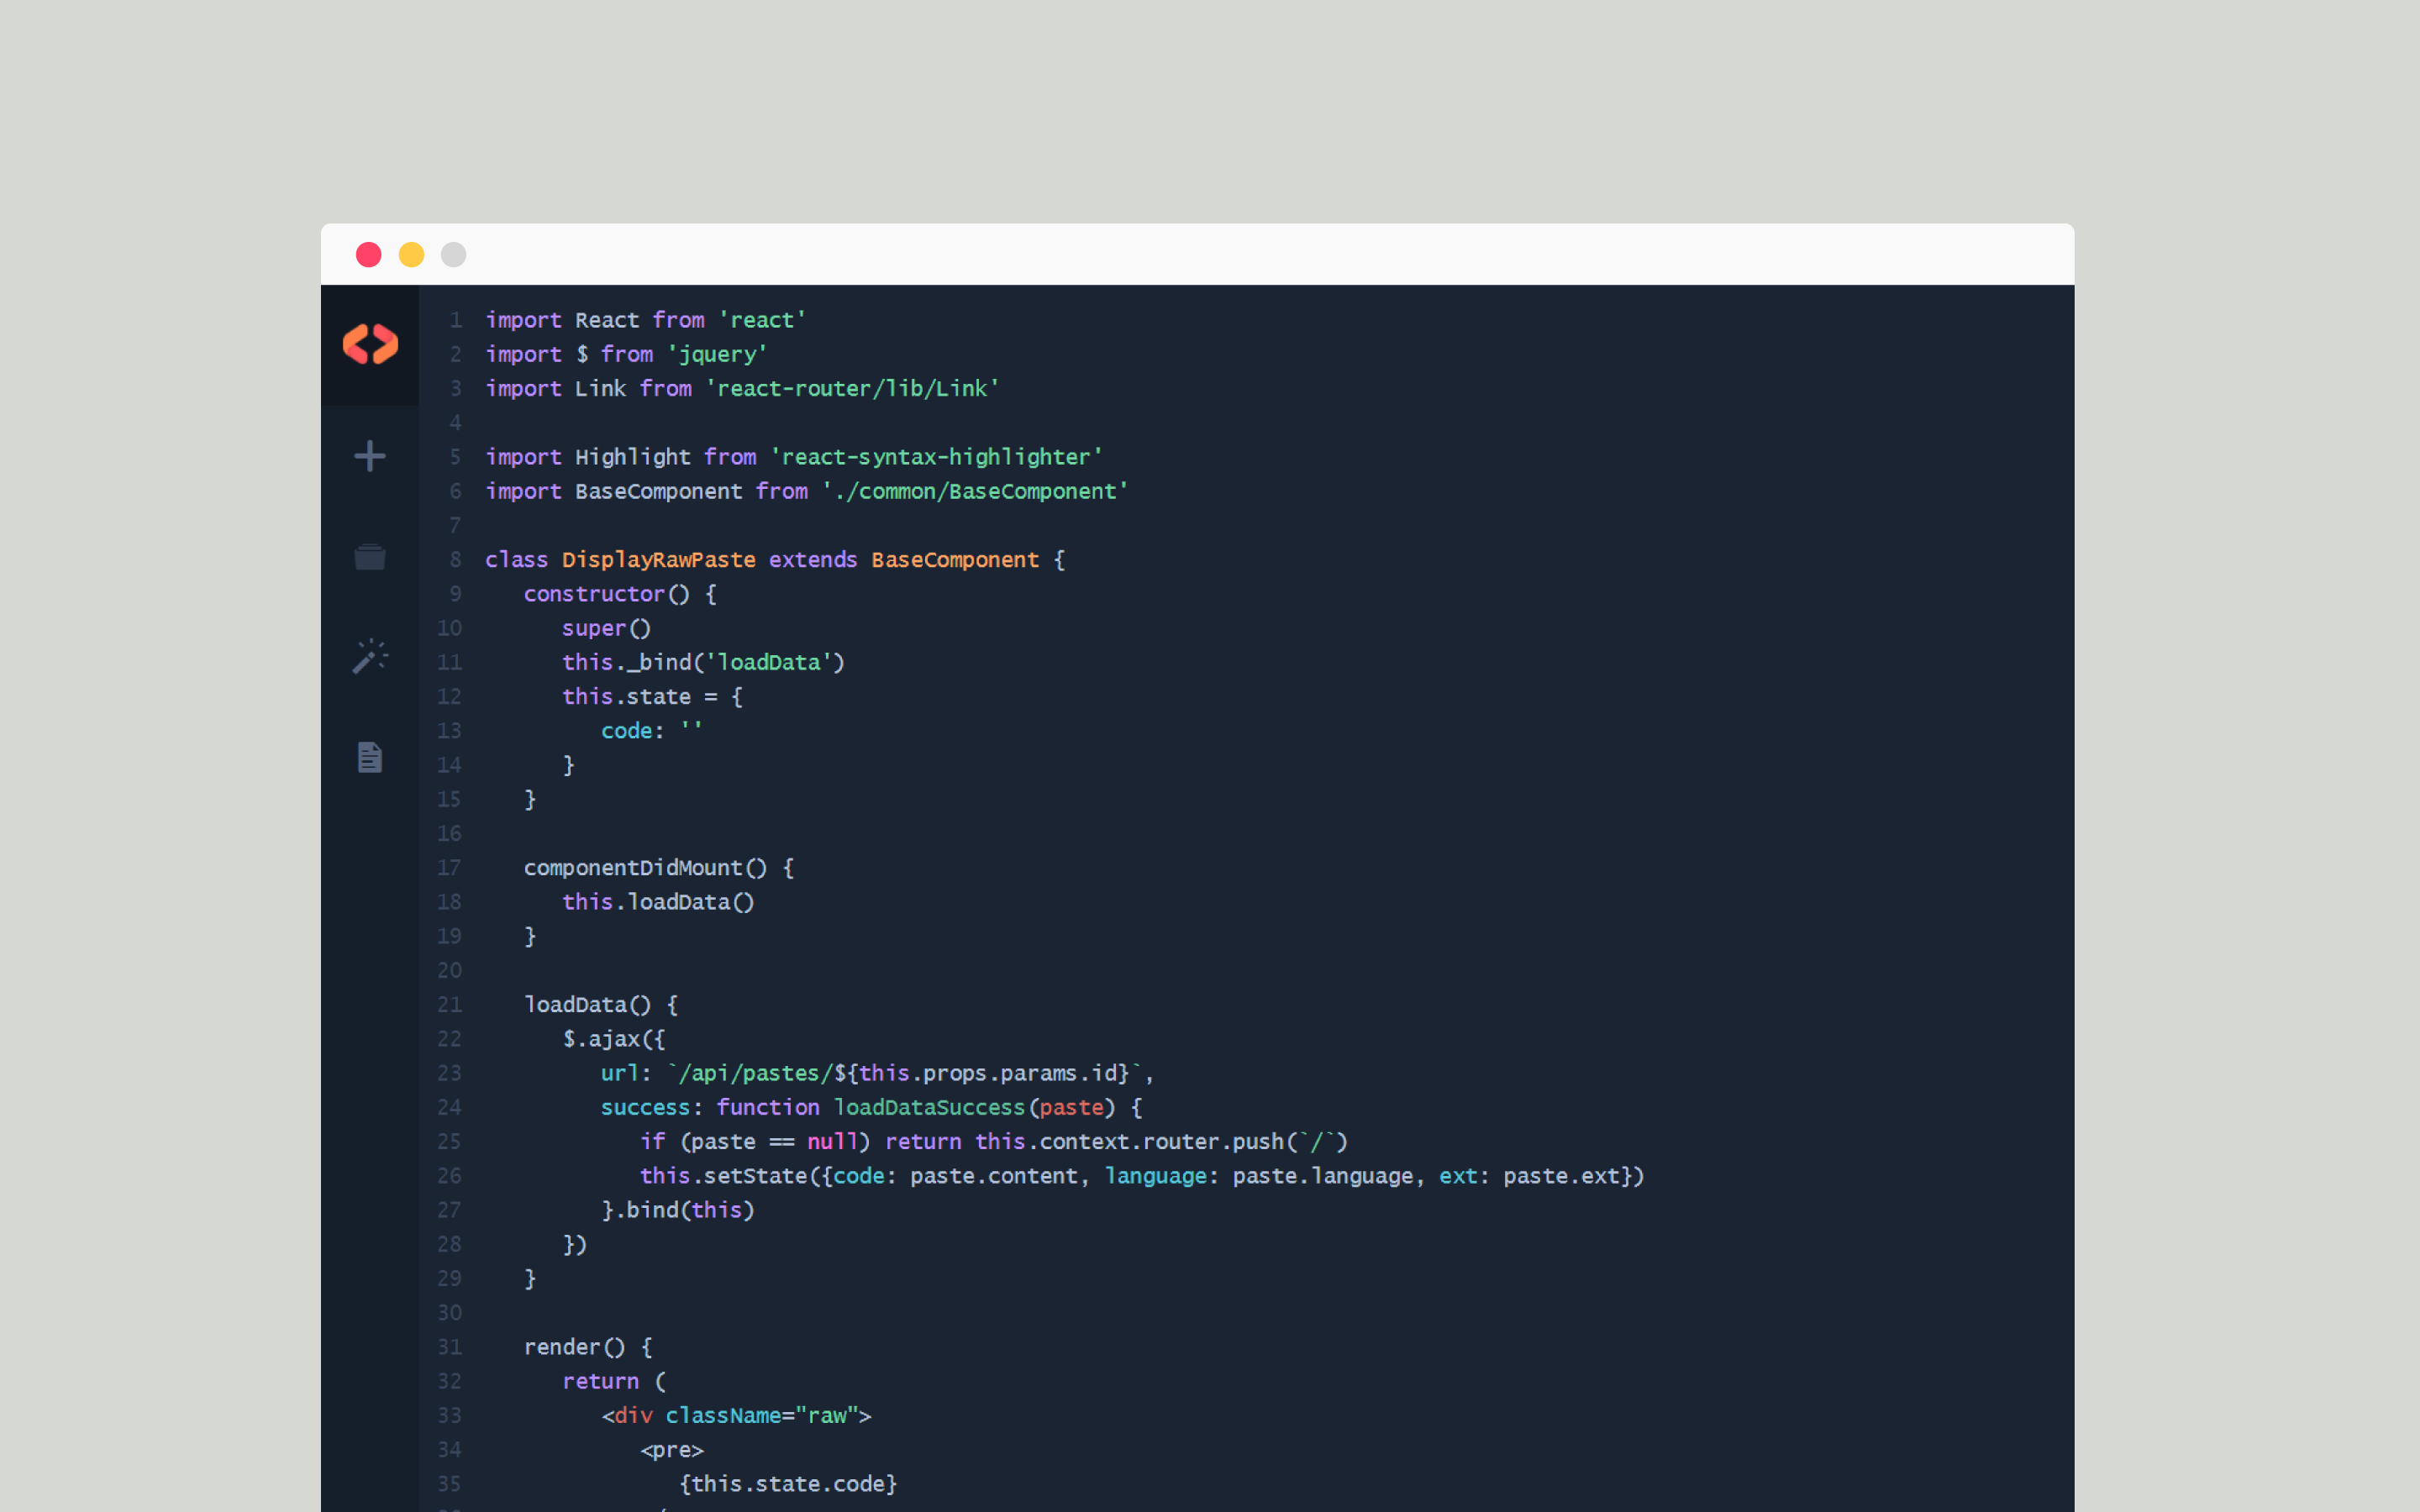 1 import React from 'react'
2 import $ from 'jquery'
3 import Link from 'react-router/lib/Link'
4
5 import Highlight from 'react-syntax-highlighter'
6 import BaseComponent from './common/BaseComponent'
7
8 class DisplayRawPaste extends BaseComponent {
9    constructor() {
10       super()
11       this._bind('loadData')
12       this.state = {
13          code: ''
14       }
15    }
16
17    componentDidMount() {
18       this.loadData()
19    }
20
21    loadData() {
22       $.ajax({
23          url: `/api/pastes/${this.props.params.id}`,
24          success: function loadDataSuccess(paste) {
25             if (paste == null) return this.context.router.push(`/`)
26             this.setState({code: paste.content, language: paste.language, ext: paste.ext})
27          }.bind(this)
28       })
29    }
30
31    render() {
32       return (
33          <div className="raw">
34             <pre>
35                {this.state.code}